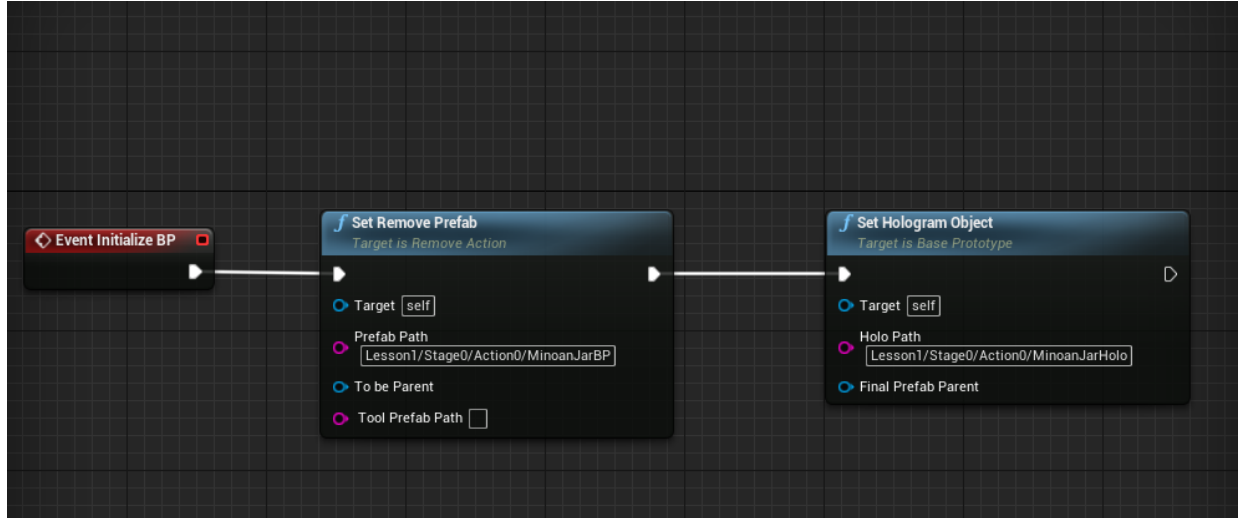 Event Initialize BP
f Set Remove Prefab
Target is Remove Action
Target self
Prefab Path
Lesson1/Stage0/Action0/MinoanJarBP
To be Parent
Tool Prefab Path
f Set Hologram Object
Target is Base Prototype
Target self
Holo Path
Lesson1/Stage0/Action0/MinoanJarHolo
Final Prefab Parent